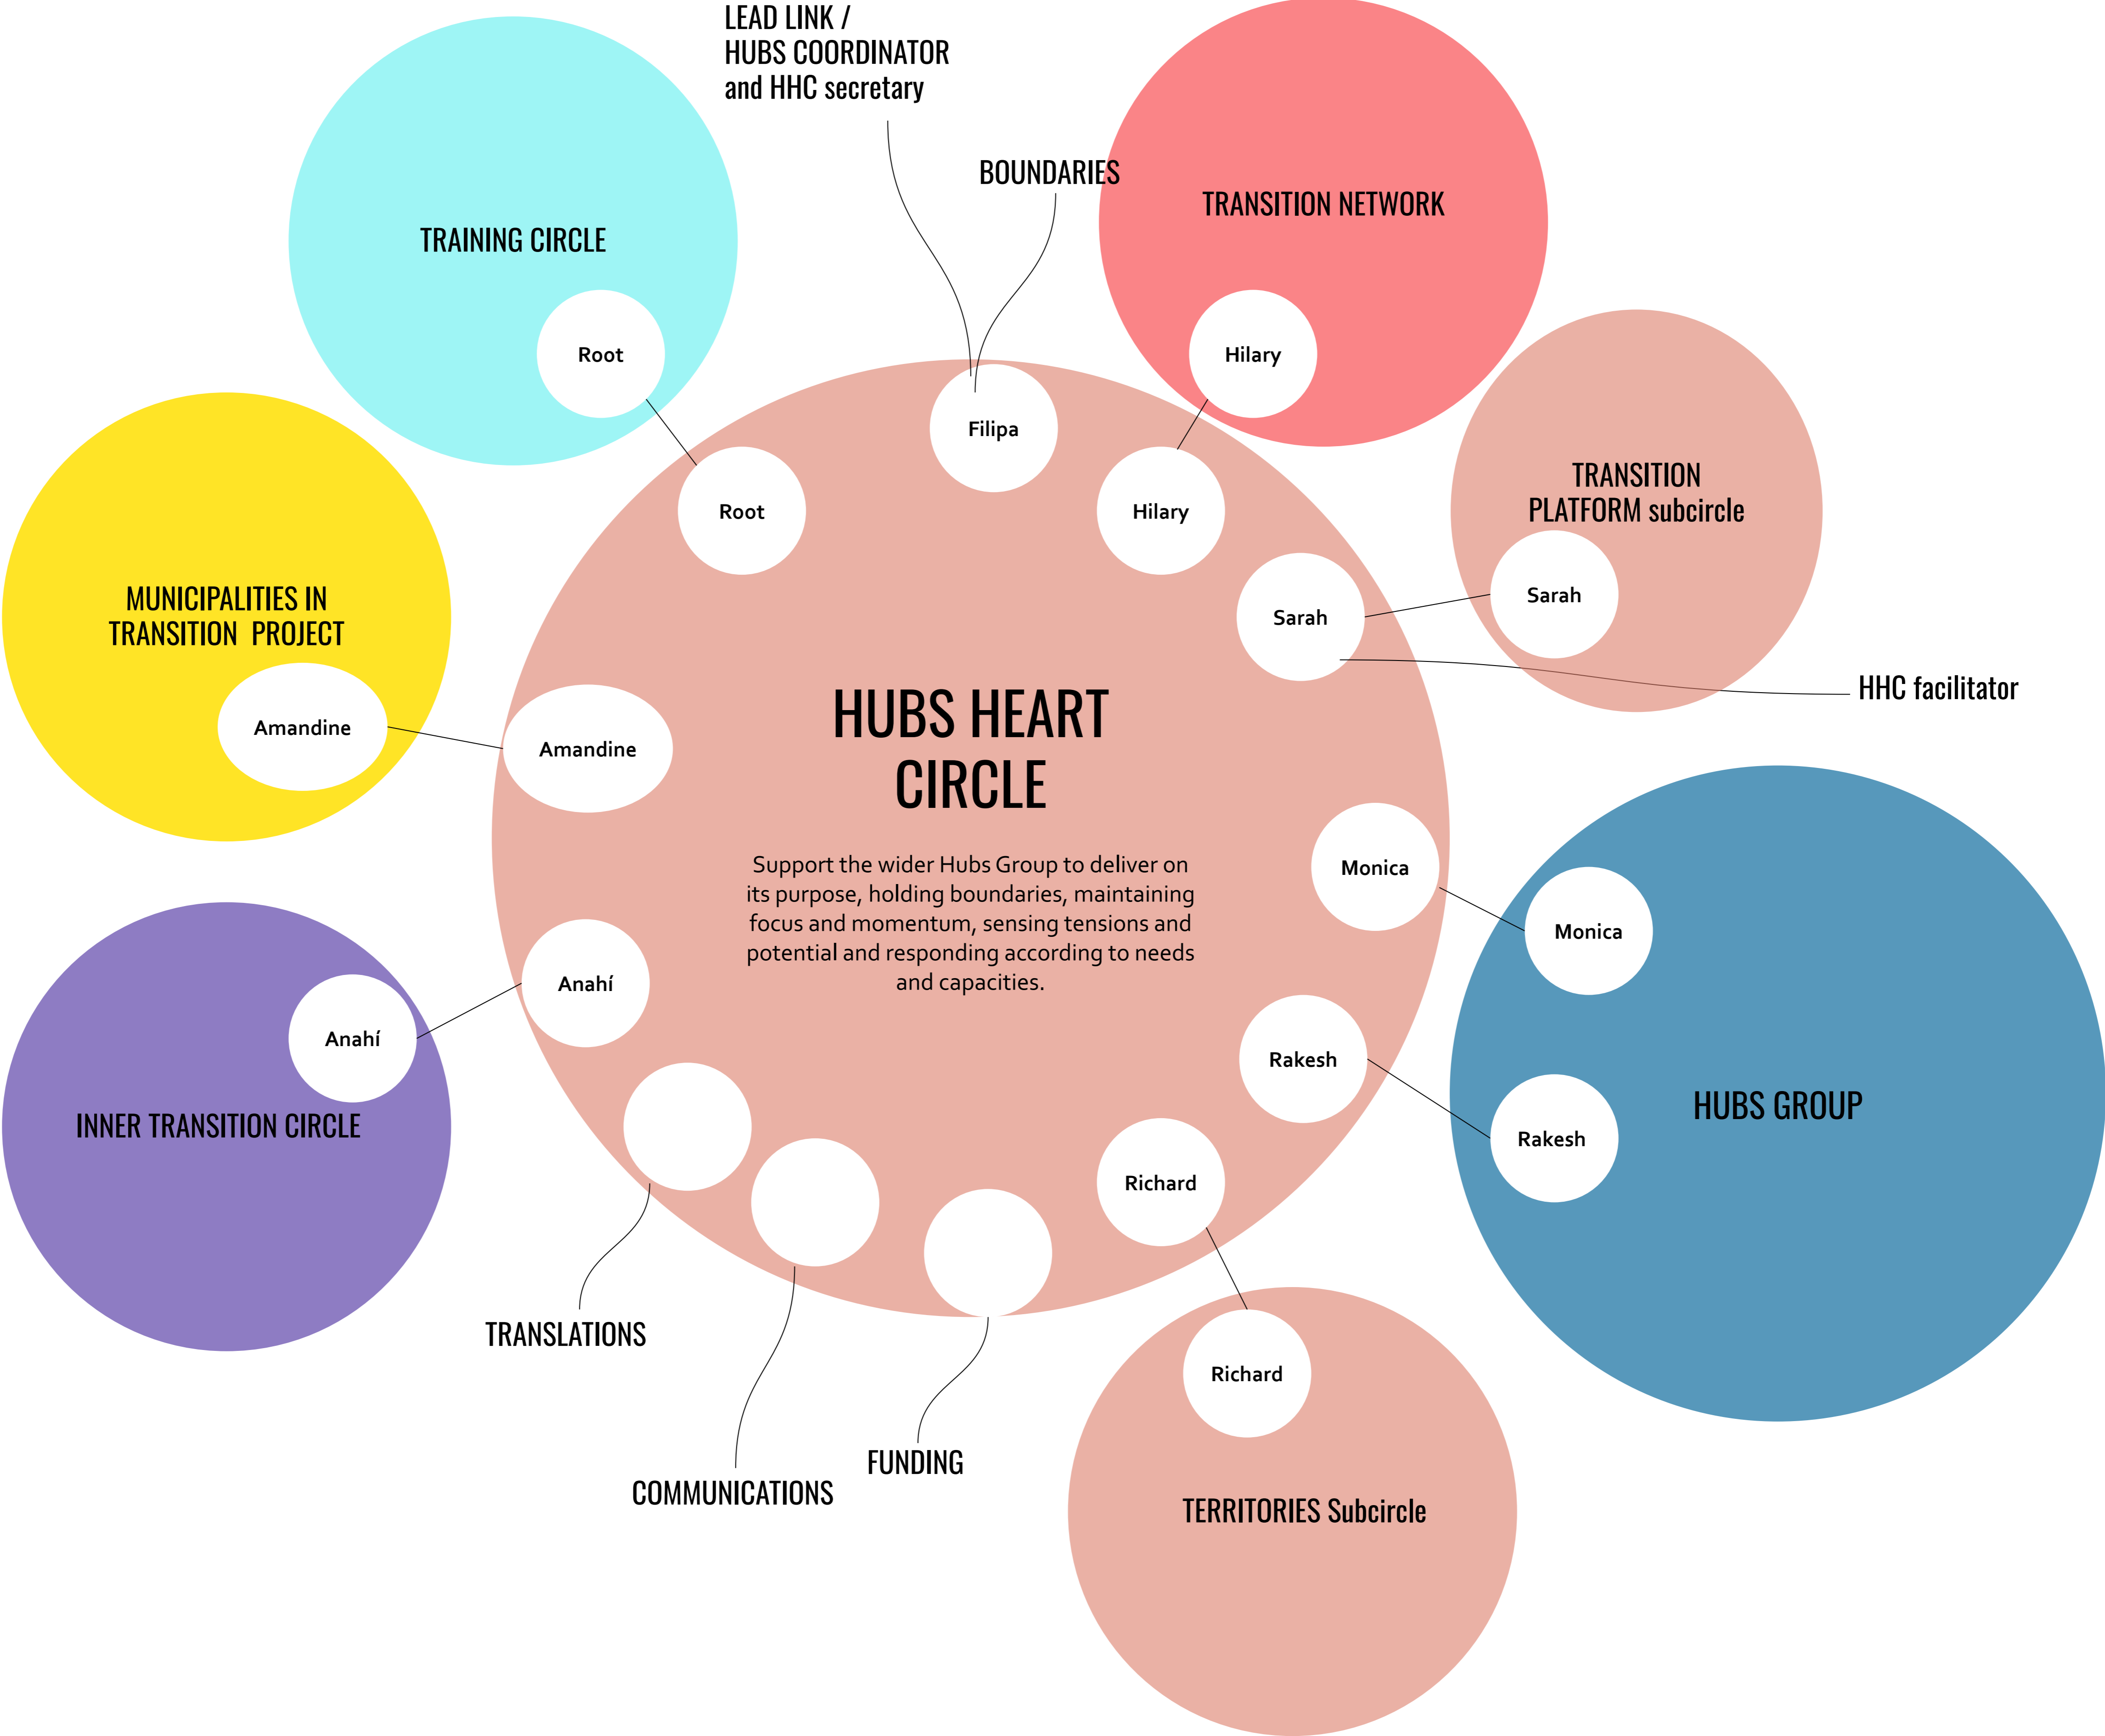 LEAD LINK /
HUBS COORDINATOR
and HHC secretary
BOUNDARIES
TRANSITION NETWORK
TRAINING CIRCLE
Root
Hilary
Filipa
Root
Hilary
TRANSITION
PLATFORM subcircle
Sarah
Sarah
HHC facilitator
MUNICIPALITIES IN
TRANSITION PROJECT
Amandine
Amandine
HUBS HEART
CIRCLE
Support the wider Hubs Group to deliver on
its purpose, holding boundaries, maintaining
focus and momentum, sensing tensions and
potential and responding according to needs
and capacities.
Monica
Monica
Anahí
Anahí
INNER TRANSITION CIRCLE
Rakesh
Rakesh
HUBS GROUP
Richard
Richard
TERRITORIES Subcircle
TRANSLATIONS
COMMUNICATIONS
FUNDING